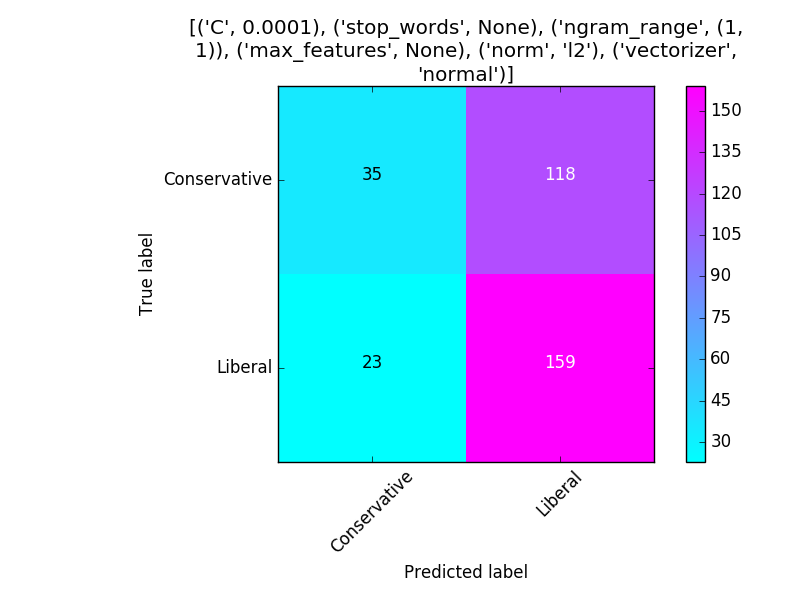 [('C', 0.0001), ('stop_words', None), ('ngram_range', (1,
1)), ('max_features', None), ('norm', 'l2'), ('vectorizer',
'normal')]
Conservative
35
118
Liberal
23
159
True label
Conservative
Liberal
Predicted label
150
135
120
105
90
75
60
45
30